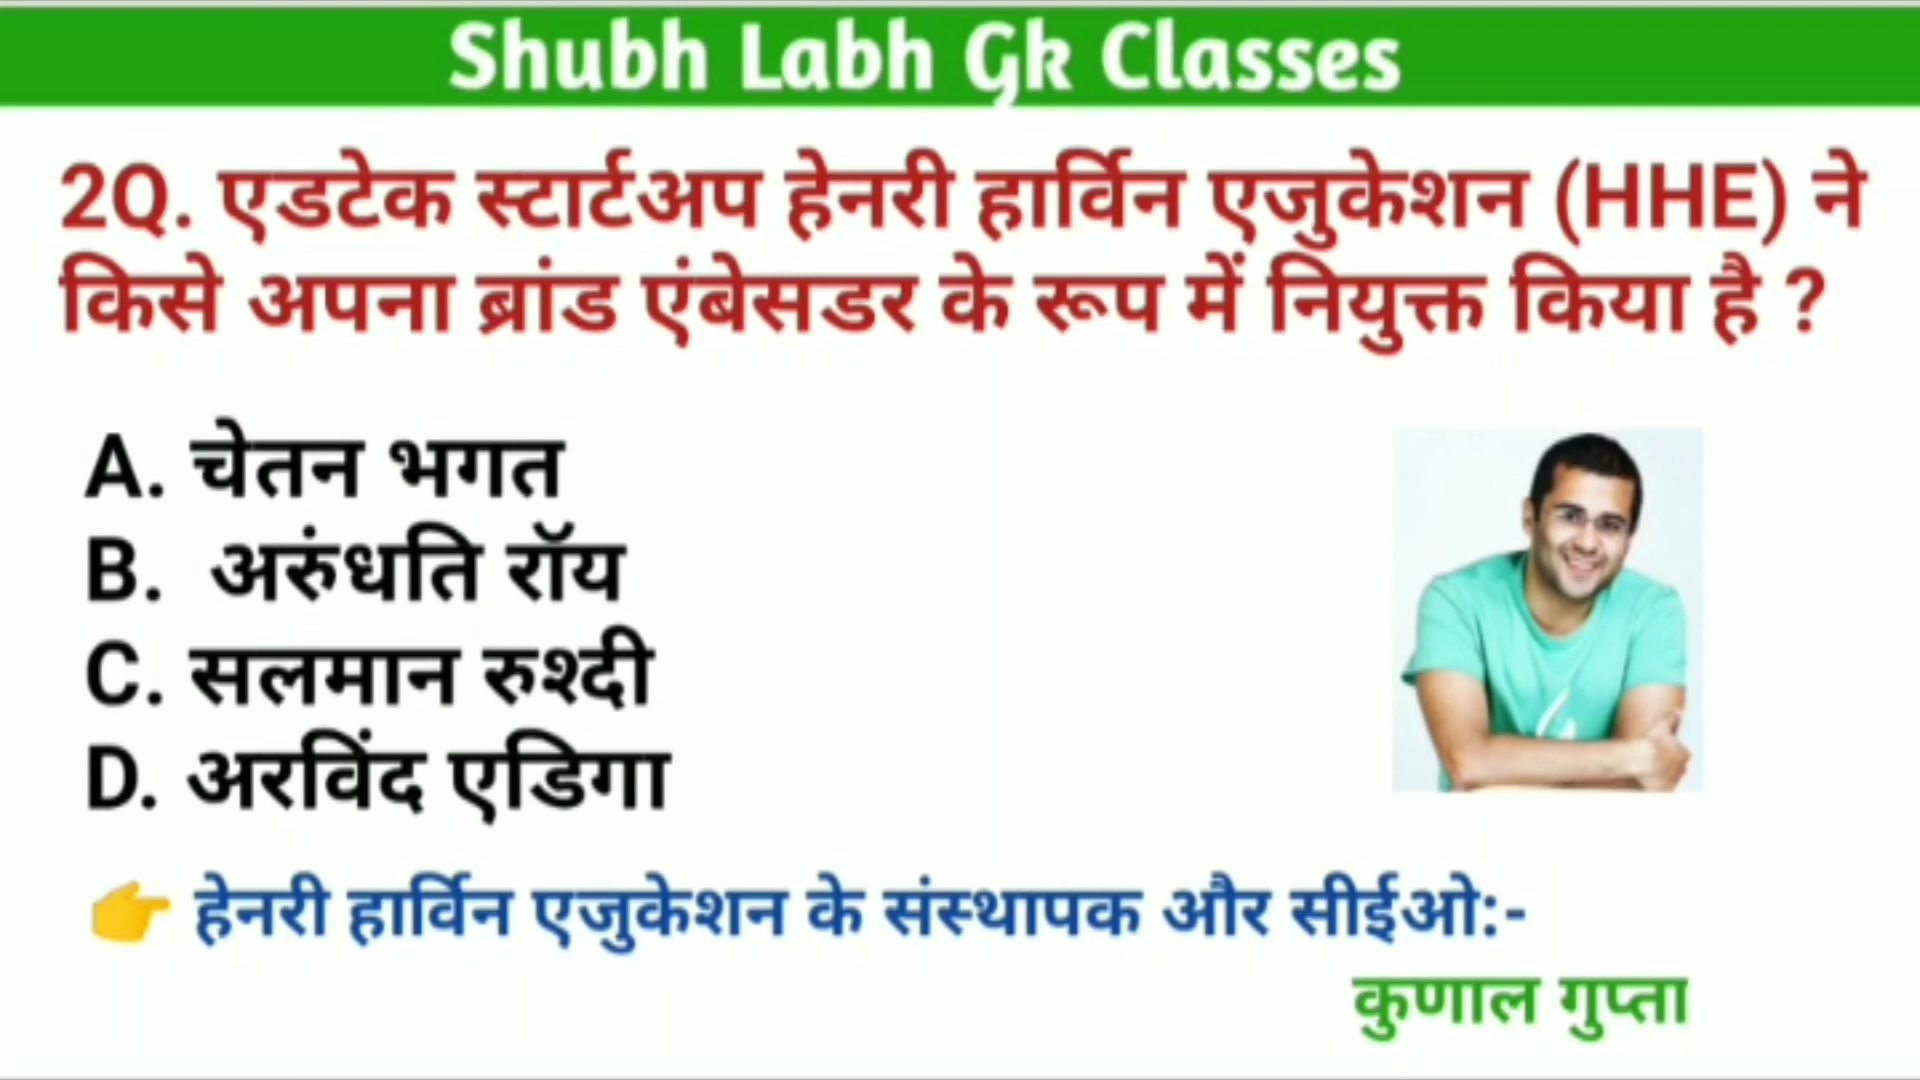 Shubh Labh Gk Classes
2Q. एडटेक स्टार्टअप हेनरी हार्विन एजुकेशन (HHE) ने
किसे अपना ब्रांड एंबेसडर के रूप में नियुक्त किया है ?
A. चेतन भगत
B. अरुंधति रॉय
C. सलमान रुश्दी
D. अरविंद एडिगा
👉 हेनरी हार्विन एजुकेशन के संस्थापक और सीईओ:-
कुणाल गुप्ता